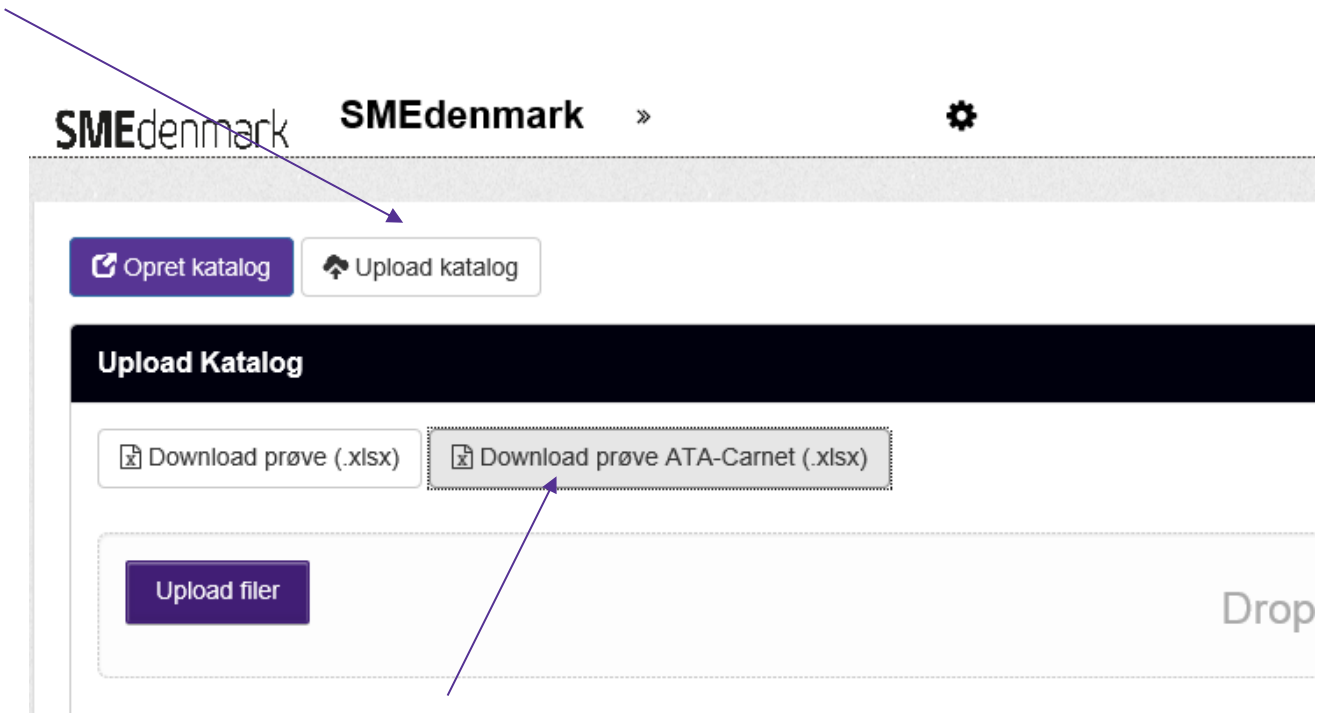 SMEdenmark SMEdenmark »
Opret katalog Upload katalog
Upload Katalog
Download prøve (.xlsx) Download prøve ATA-Carnet (.xlsx)
Upload filer
Drop